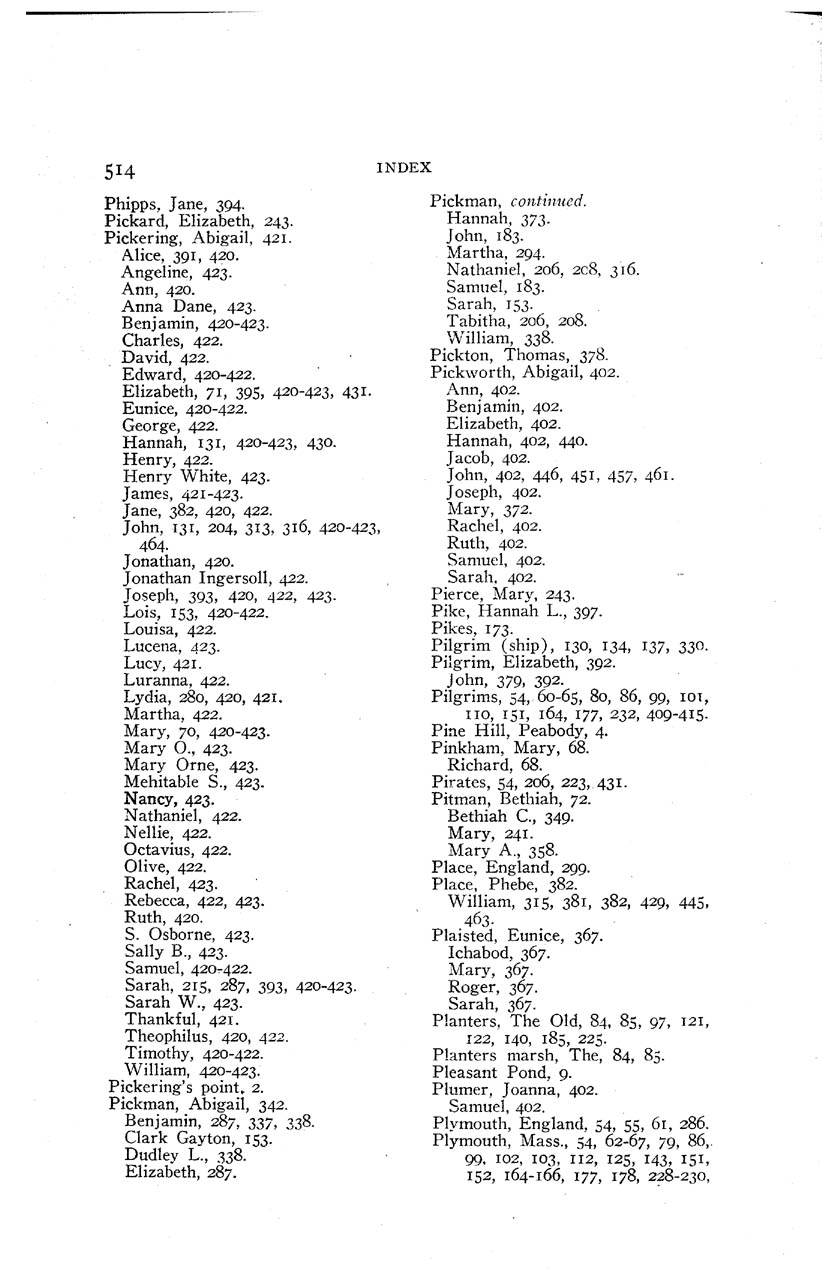 514
INDEX
Phipps, Jane, 394.
Pickard, Elizabeth, 243.
Pickering, Abigail, 421.
Alice, 391, 420.
Angeline, 423.
Ann, 420.
Anna Dane, 423.
Benjamin, 420-423.
Charles, 422.
David, 422.
Edward, 420-422.
Elizabeth, 71, 395, 420-423, 431.
Eunice, 420-422.
George, 422.
Hannah, 131, 420-423, 430.
Henry, 422.
Henry White, 423.
James, 421-423.
Jane, 382, 420, 422.
John, 131, 204, 313, 316, 420-423,
464.
Jonathan, 420.
Jonathan Ingersoll, 422.
Joseph, 393, 420, 422, 423.
Lois, 153, 420-422.
Louisa, 422.
Lucena, 423.
Lucy, 421.
Luranna, 422.
Lydia, 280, 420, 421.
Martha, 422.
Mary, 70, 420-423.
Mary O., 423.
Mary Orne, 423.
Mehitable S., 423.
Nancy, 423.
Nathaniel, 422.
Nellie, 422.
Octavius, 422.
Olive, 422.
Rachel, 423.
Rebecca, 422, 423.
Ruth, 420.
S. Osborne, 423.
Sally B., 423.
Samuel, 420-422.
Sarah, 215, 287, 393, 420-423.
Sarah W., 423.
Thankful, 421.
Theophilus, 420, 422.
Timothy, 420-422.
William, 420-423.
Pickering's point, 2.
Pickman, Abigail, 342.
Benjamin, 287, 337, 338.
Clark Gayton, 153.
Dudley L., 338.
Elizabeth, 287.
Pickman, continued.
Hannah, 373.
John, 183.
Martha, 294.
Nathaniel, 206, 208, 316.
Samuel, 183.
Sarah, 153.
Tabitha, 206, 208.
William, 338.
Pickton, Thomas, 378.
Pickworth, Abigail, 402.
Ann, 402.
Benjamin, 402.
Elizabeth, 402.
Hannah, 402, 440.
Jacob, 402.
John, 402, 446, 451, 457, 461.
Joseph, 402.
Mary, 372.
Rachel, 402.
Ruth, 402.
Samuel, 402.
Sarah, 402.
Pierce, Mary, 243.
Pike, Hannah L., 397.
Pikes, 173.
Pilgrim (ship), 130, 134, 137, 330.
Pilgrim, Elizabeth, 392.
John, 379, 392.
Pilgrims, 54, 60-65, 80, 86, 99, 101,
110, 151, 164, 177, 232, 409-415.
Pine Hill, Peabody, 4.
Pinkham, Mary, 68.
Richard, 68.
Pirates, 54, 206, 223, 431.
Pitman, Bethiah, 72.
Bethiah C., 349.
Mary, 241.
Mary A., 358.
Place, England, 299.
Place, Phebe, 382.
William, 315, 381, 382, 429, 445,
463.
Plaisted, Eunice, 367.
Ichabod, 367.
Mary, 367.
Roger, 367.
Sarah, 367.
Planters, The Old, 84, 85, 97, 121,
122, 140, 185, 225.
Planters marsh, The, 84, 85.
Pleasant Pond, 9.
Plumer, Joanna, 402.
Samuel, 402.
Plymouth, England, 54, 55, 61, 286.
Plymouth, Mass., 54, 62-67, 79, 86,
99, 102, 103, 112, 125, 143, 151,
152, 164-166, 177, 178, 228-230,